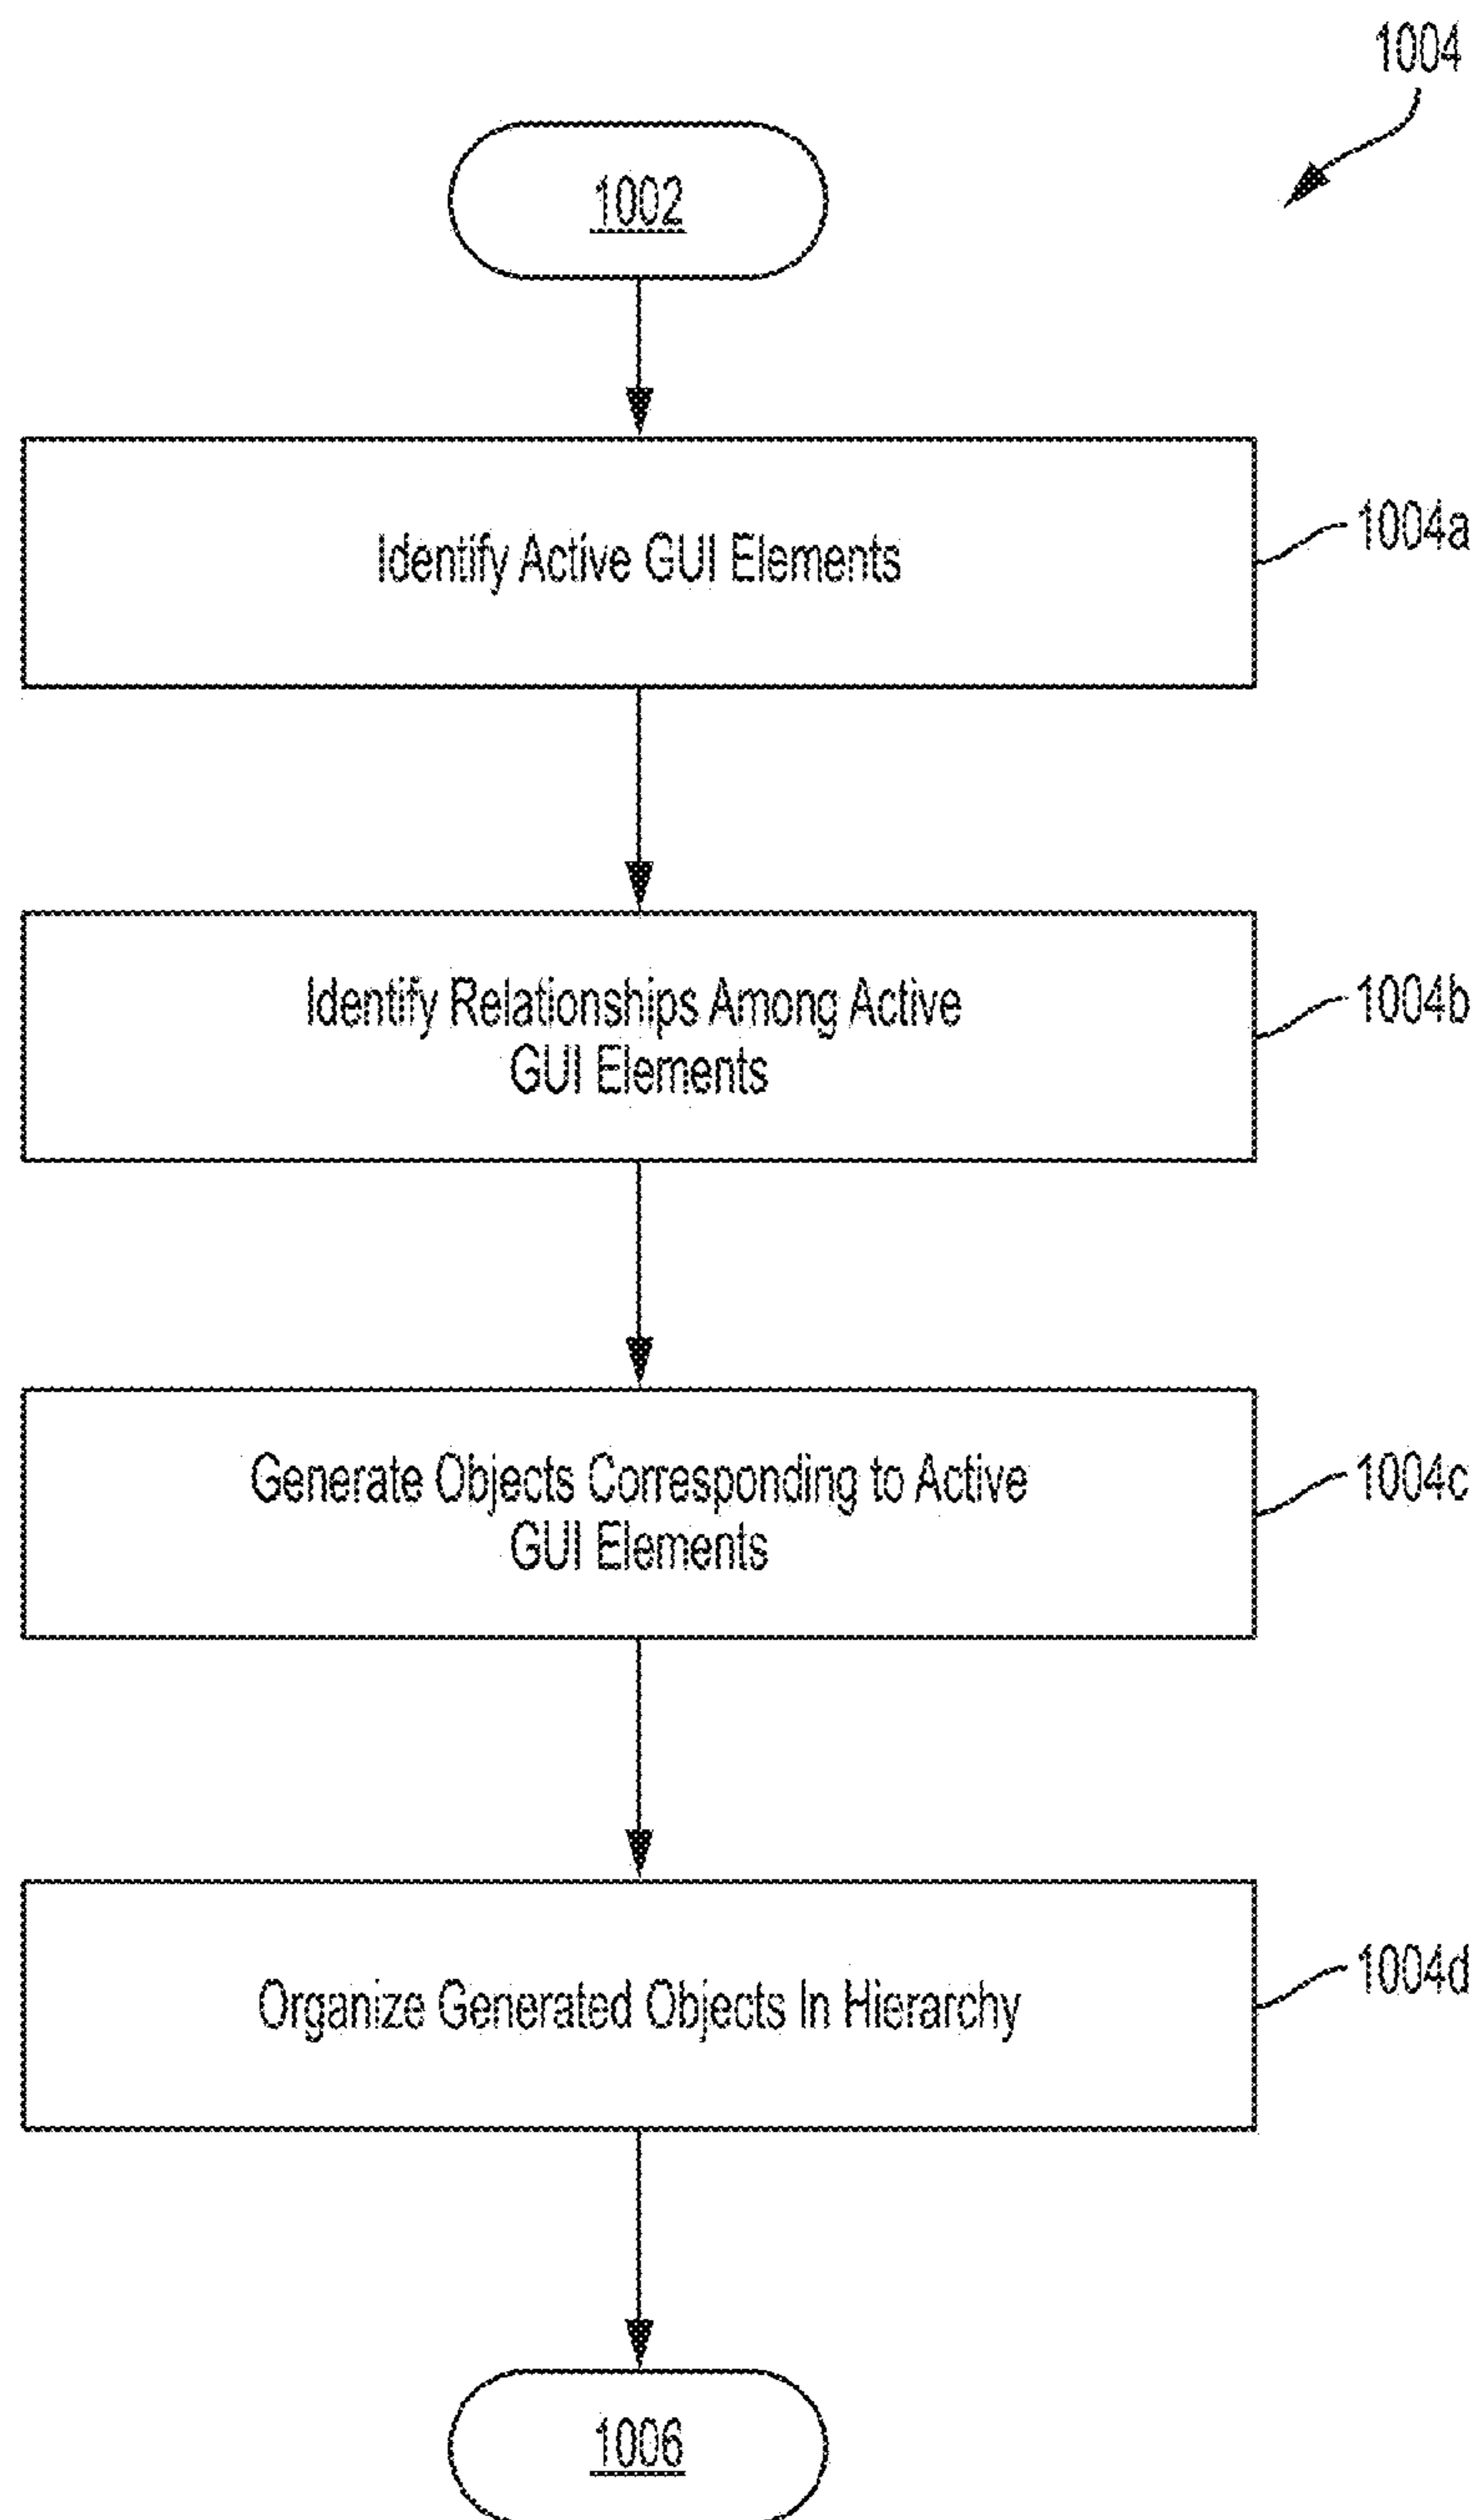 1004
1002
Identify Active GUI Elements
1004a
Identify Relationships Among Active
GUI Elements
1004b
Generate Objects Corresponding to Active
GUI Elements
1004c
Organize Generated Objects In Hierarchy
1004d
1006